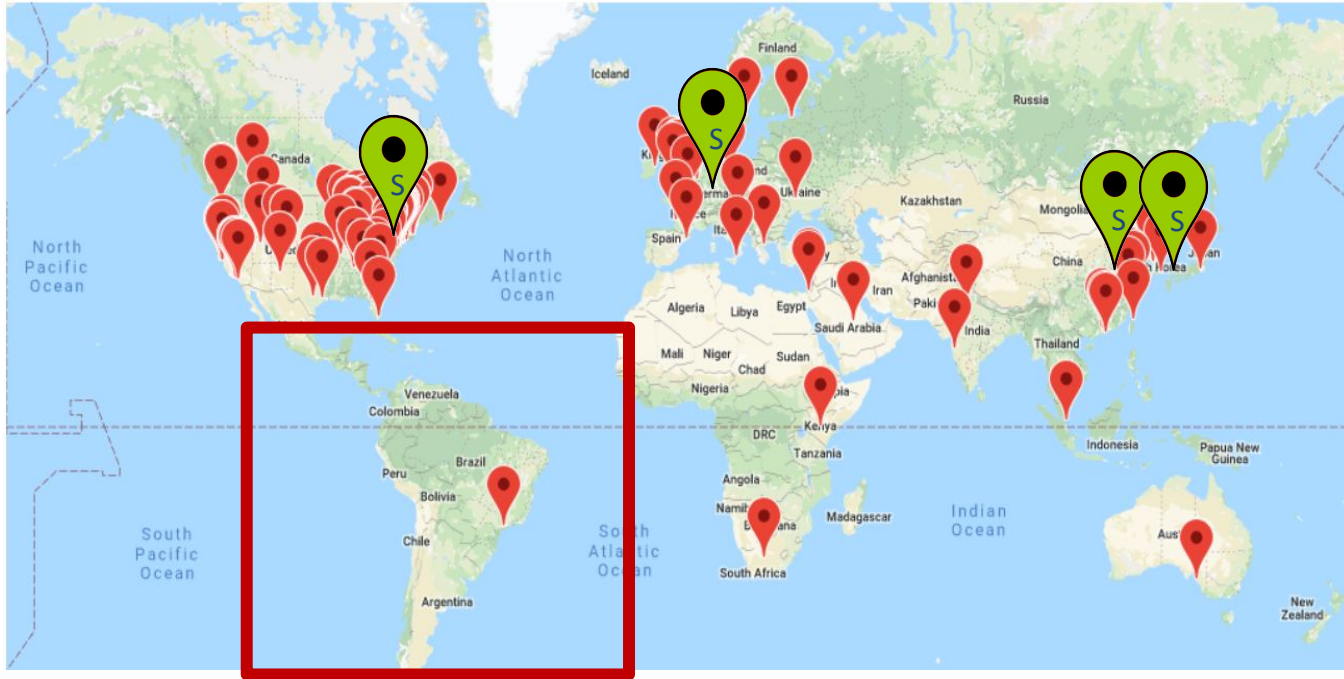 Finland
Iceland
Russia
Canada
S
S
S
S
Ukraine
Kazakhstan
Mongolia
Spain
North
Pacific
Ocean
North
Atlantic
Ocean
China
Afghanistan
Iran
Algeria
Libya
Egypt
Saudi Arabia
India
Thailand
Mali
Niger
Chad
Sudan
Nigeria
Venezuela
Colombia
Kenya
DRC
Tanzania
Indonesia
Papua New
Guinea
Brazil
Peru
Bolivia
Angola
Madagascar
Indian
Ocean
South
Pacific
Ocean
South
Atlantic
Ocean
Chile
South Africa
Argentina
New
Zealand